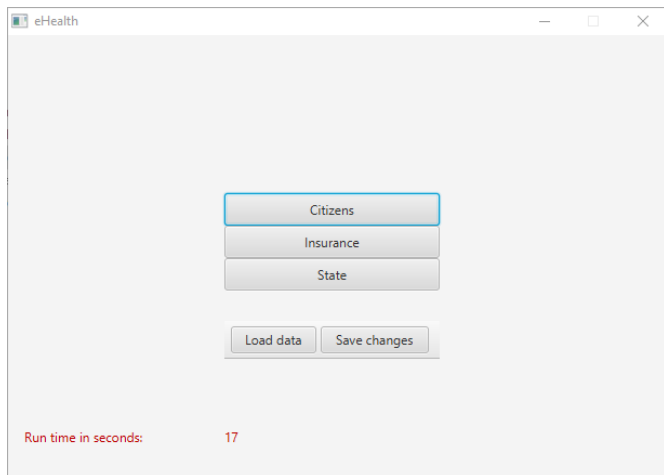 eHealth
Citizens
Insurance
State
Load data Save changes
Run time in seconds: 17